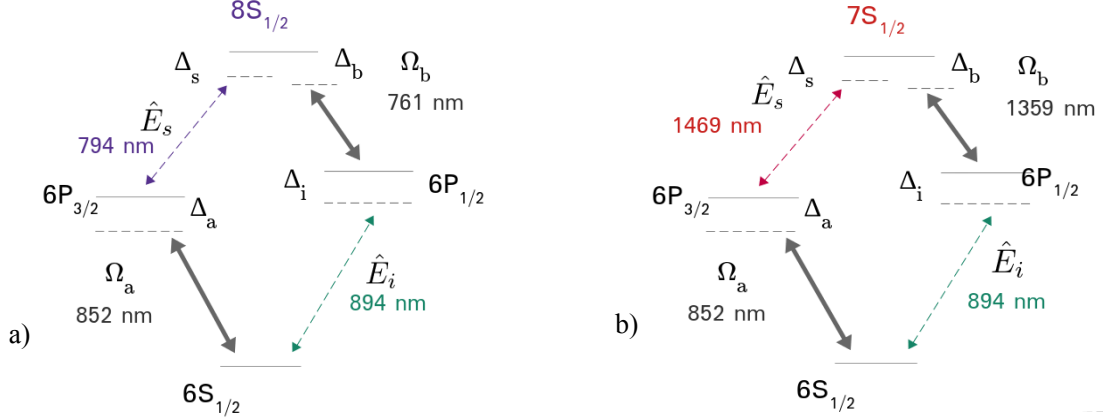 8S1/2
Δs
Δb
Ωb
761 nm
Ês
794 nm
6P3/2
Δa
Δi
6P1/2
Ωa
852 nm
Êi
894 nm
a)
6S1/2
7S1/2
Δs
Δb
Ωb
1359 nm
Ês
1469 nm
6P3/2
Δa
Δi
6P1/2
Ωa
852 nm
Êi
894 nm
b)
6S1/2